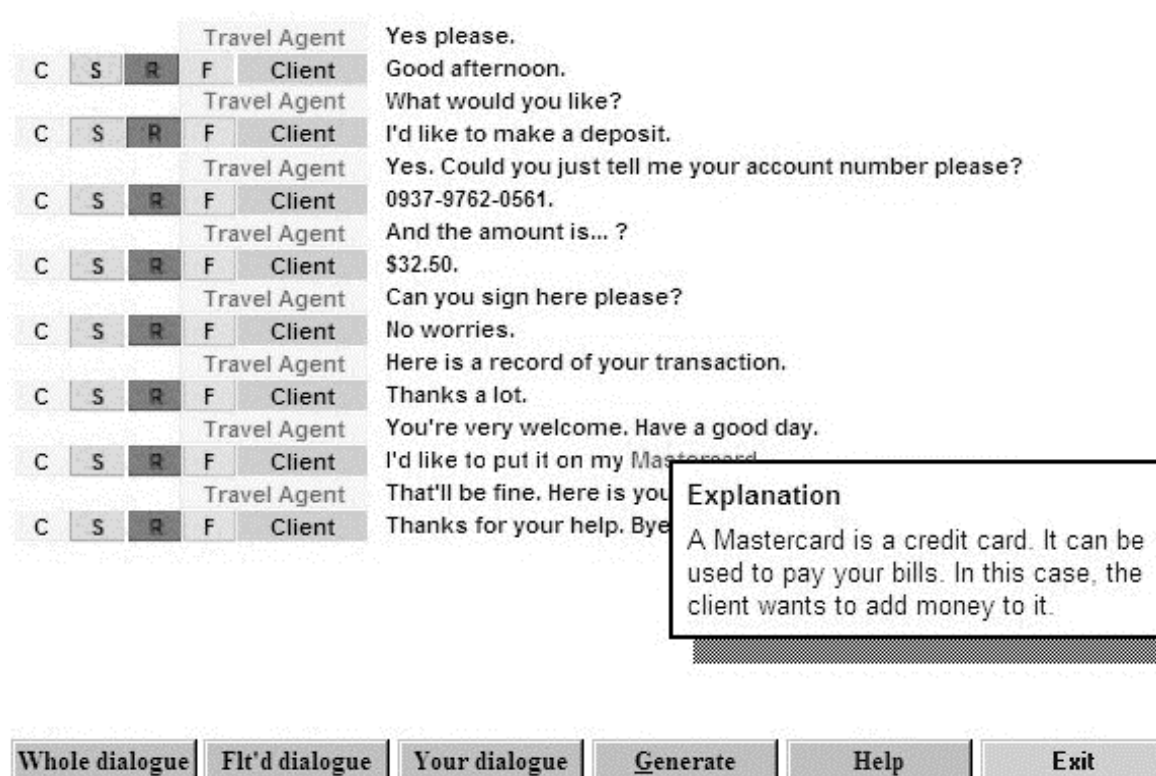 Travel Agent Yes please.
C S R F Client Good afternoon.
Travel Agent What would you like?
C S R F Client I'd like to make a deposit.
Travel Agent Yes. Could you just tell me your account number please?
C S R F Client 0937-9762-0561.
Travel Agent And the amount is... ?
C S R F Client $32.50.
Travel Agent Can you sign here please?
C S R F Client No worries.
Travel Agent Here is a record of your transaction.
C S R F Client Thanks a lot.
Travel Agent You're very welcome. Have a good day.
C S R F Client I'd like to put it on my Mastercard
Travel Agent That'll be fine. Here is you
C S R F Client Thanks for your help. Bye
Explanation
A Mastercard is a credit card. It can be
used to pay your bills. In this case, the
client wants to add money to it.
Whole dialogue Flt'd dialogue Your dialogue Generate Help Exit